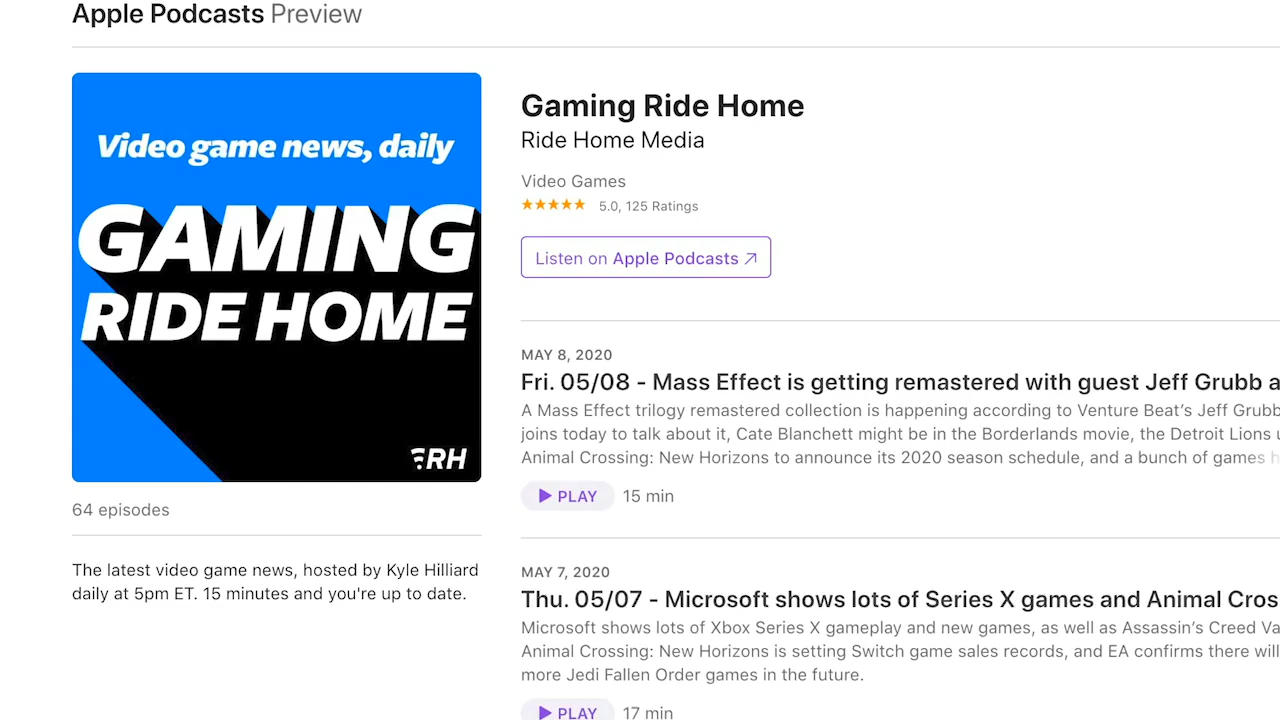 Apple Podcasts Preview
Video game news, daily
GAMING
RIDE HOME
RH
64 episodes
The latest video game news, hosted by Kyle Hilliard
daily at 5pm ET. 15 minutes and you're up to date.
Gaming Ride Home
Ride Home Media
Video Games
★★★★★ 5.0, 125 Ratings
Listen on Apple Podcasts ↗
MAY 8, 2020
Fri. 05/08 - Mass Effect is getting remastered with guest Jeff Grubb a
A Mass Effect trilogy remastered collection is happening according to Venture Beat’s Jeff Grubb
joins today to talk about it, Cate Blanchett might be in the Borderlands movie, the Detroit Lions u
Animal Crossing: New Horizons to announce its 2020 season schedule, and a bunch of games h
PLAY 15 min
MAY 7, 2020
Thu. 05/07 - Microsoft shows lots of Series X games and Animal Cros
Microsoft shows lots of Xbox Series X gameplay and new games, as well as Assassin’s Creed Va
Animal Crossing: New Horizons is setting Switch game sales records, and EA confirms there will
more Jedi Fallen Order games in the future.
PLAY 17 min